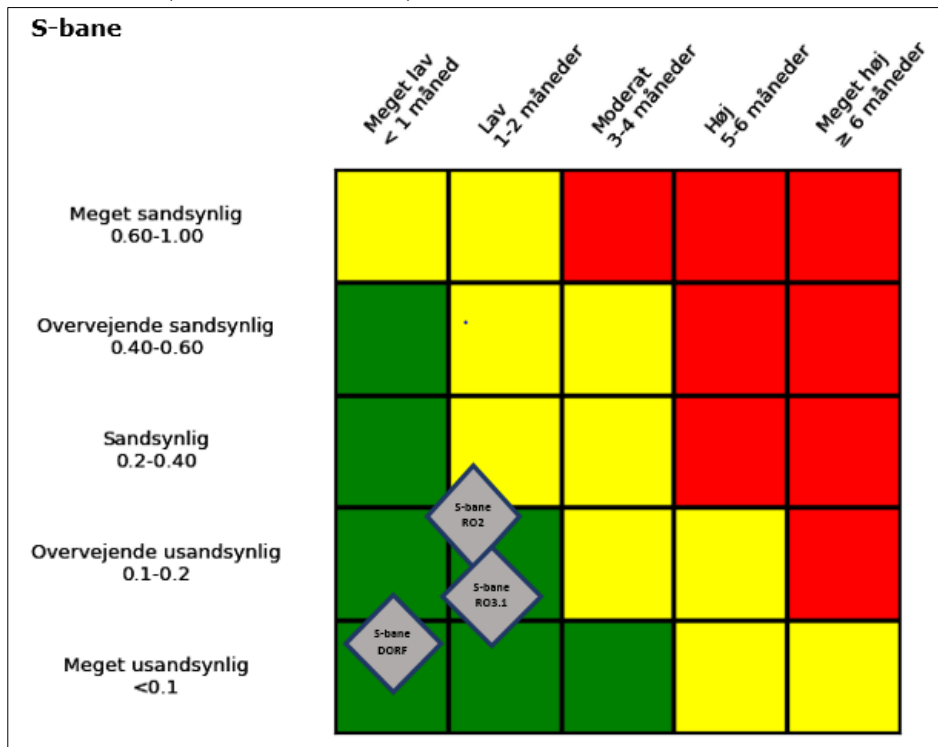 S-bane
Meget lav
< 1 måned
Lav
1-2 måneder
Moderat
3-4 måneder
Høj
5-6 måneder
Meget høj
≥ 6 måneder
Meget sandsynlig
0.60-1.00
Overvejende sandsynlig
0.40-0.60
Sandsynlig
0.2-0.40
S-bane
RO2
Overvejende usandsynlig
0.1-0.2
S-bane
RO3.1
S-bane
DORF
Meget usandsynlig
<0.1